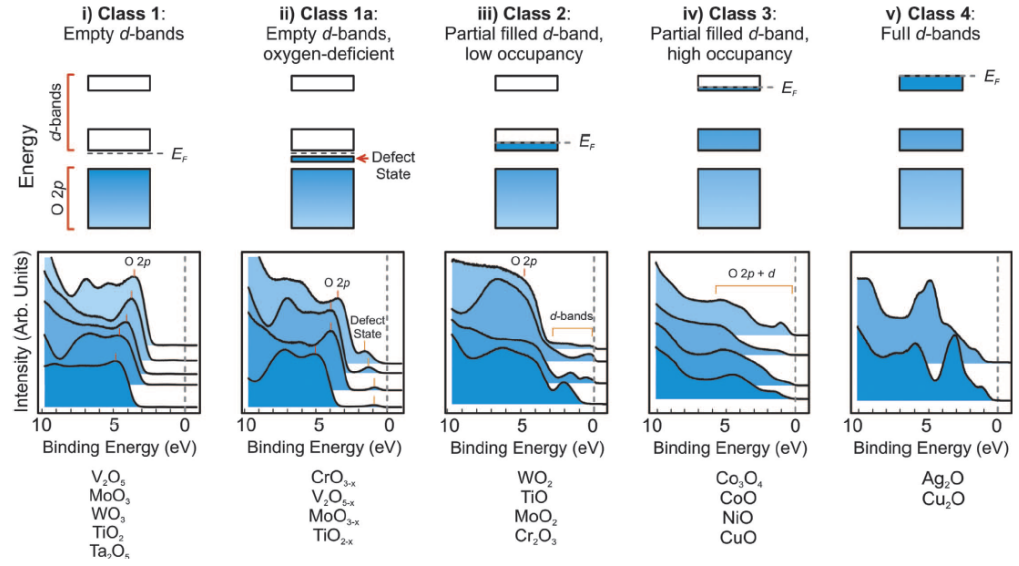 i) Class 1:
Empty d-bands
ii) Class 1a:
Empty d-bands,
oxygen-deficient
iii) Class 2:
Partial filled d-band,
low occupancy
iv) Class 3:
Partial filled d-band,
high occupancy
v) Class 4:
Full d-bands
Energy
d-bands
O 2p
E_F
Defect
State
E_F
E_F
E_F
Intensity (Arb. Units)
O 2p
10 5 0
Binding Energy (eV)
O 2p
Defect
State
10 5 0
Binding Energy (eV)
O 2p
d-bands
10 5 0
Binding Energy (eV)
O 2p + d
10 5 0
Binding Energy (eV)
10 5 0
Binding Energy (eV)
V₂O₅
MoO₃
WO₃
TiO₂
Ta₂O₅
CrO₃₋ₓ
V₂O₅₋ₓ
MoO₃₋ₓ
TiO₂₋ₓ
WO₂
TiO
MoO₂
Cr₂O₃
Co₃O₄
CoO
NiO
CuO
Ag₂O
Cu₂O